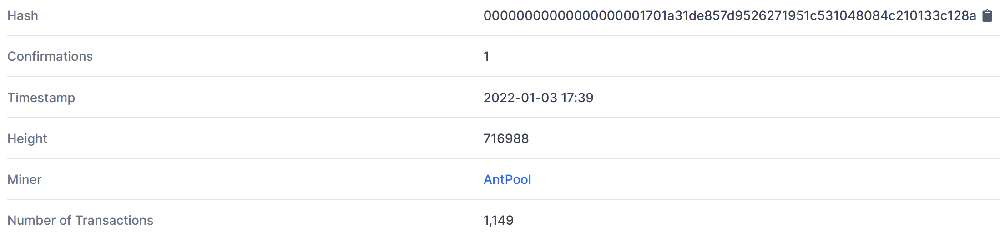 Hash 00000000000000000001701a31de857d9526271951c531048084c210133c128a
Confirmations 1
Timestamp 2022-01-03 17:39
Height 716988
Miner AntPool
Number of Transactions 1,149